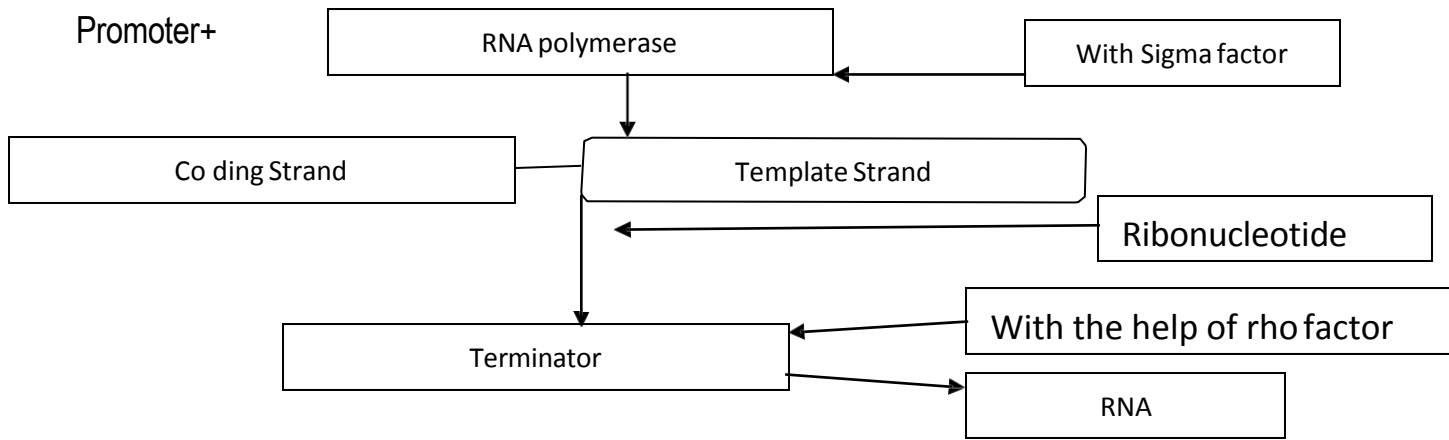 Promoter+
RNA polymerase
With Sigma factor
Co ding Strand
Template Strand
Ribonucleotide
With the help of rho factor
Terminator
RNA